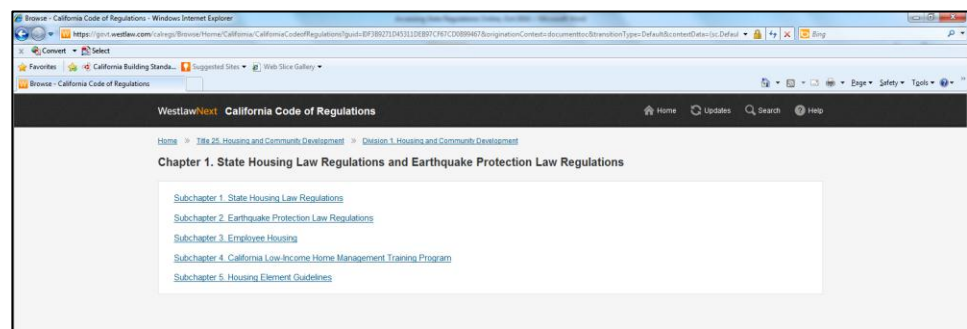 Browse - California Code of Regulations - Windows Internet Explorer
Convert Select
Favorites California Building Standa... Suggested Sites Web Slice Gallery
Browse - California Code of Regulations
Page Safety Tools
WestlawNext California Code of Regulations Home Updates Search Help
Home Title 25. Housing and Community Development Division 1. Housing and Community Development
Chapter 1. State Housing Law Regulations and Earthquake Protection Law Regulations
Subchapter 1. State Housing Law Regulations
Subchapter 2. Earthquake Protection Law Regulations
Subchapter 3. Employee Housing
Subchapter 4. California Low-Income Home Management Training Program
Subchapter 5. Housing Element Guidelines